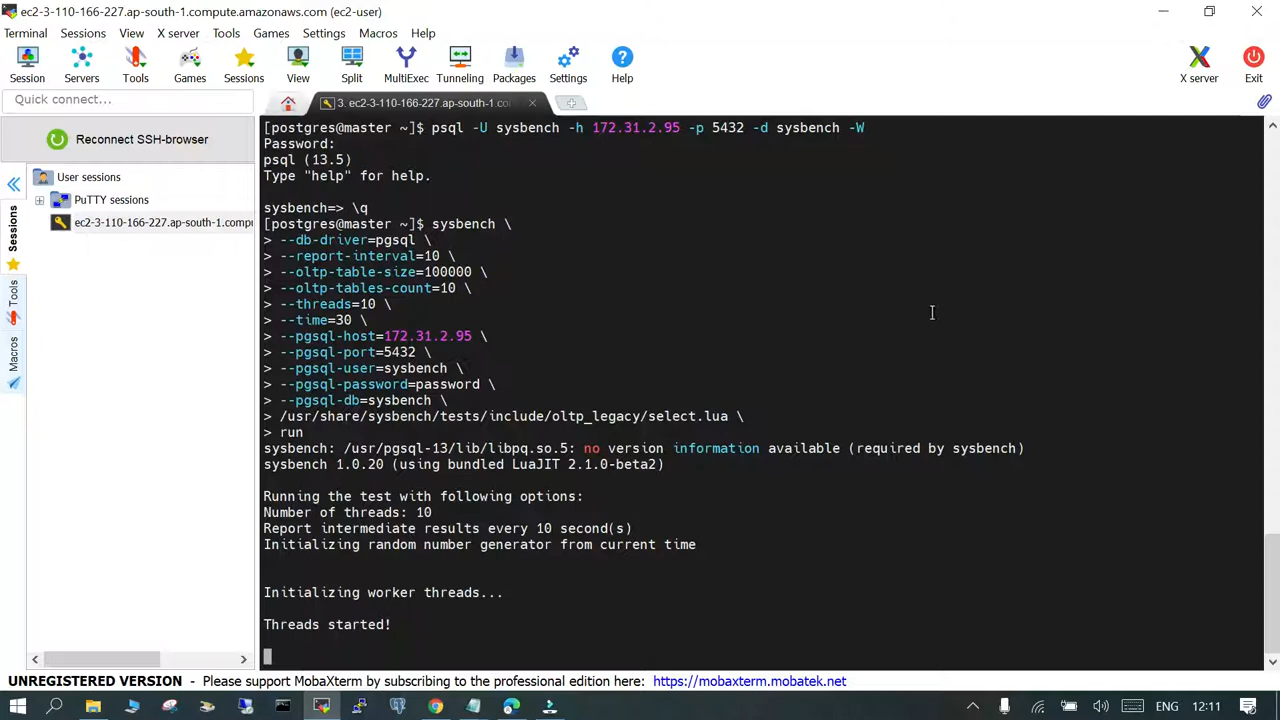 ec2-3-110-166-227.ap-south-1.compute.amazonaws.com (ec2-user)
Terminal Sessions View X server Tools Games Settings Macros Help
Session Servers Tools Games Sessions View Split MultiExec Tunneling Packages Settings Help X server Exit
Quick connect...
3. ec2-3-110-166-227.ap-south-1.co
Reconnect SSH-browser
User sessions
PuTTY sessions
ec2-3-110-166-227.ap-south-1.compu
Sessions
Tools
Macros
[postgres@master ~]$ psql -U sysbench -h 172.31.2.95 -p 5432 -d sysbench -W
Password:
psql (13.5)
Type "help" for help.
sysbench=> \q
[postgres@master ~]$ sysbench \
> --db-driver=pgsql \
> --report-interval=10 \
> --oltp-table-size=100000 \
> --oltp-tables-count=10 \
> --threads=10 \
> --time=30 \
> --pgsql-host=172.31.2.95 \
> --pgsql-port=5432 \
> --pgsql-user=sysbench \
> --pgsql-password=password \
> --pgsql-db=sysbench \
> /usr/share/sysbench/tests/include/oltp_legacy/select.lua \
> run
sysbench: /usr/pgsql-13/lib/libpq.so.5: no version information available (required by sysbench)
sysbench 1.0.20 (using bundled LuaJIT 2.1.0-beta2)
Running the test with following options:
Number of threads: 10
Report intermediate results every 10 second(s)
Initializing random number generator from current time
Initializing worker threads...
Threads started!
UNREGISTERED VERSION - Please support MobaXterm by subscribing to the professional edition here: https://mobaxterm.mobatek.net
ENG 12:11